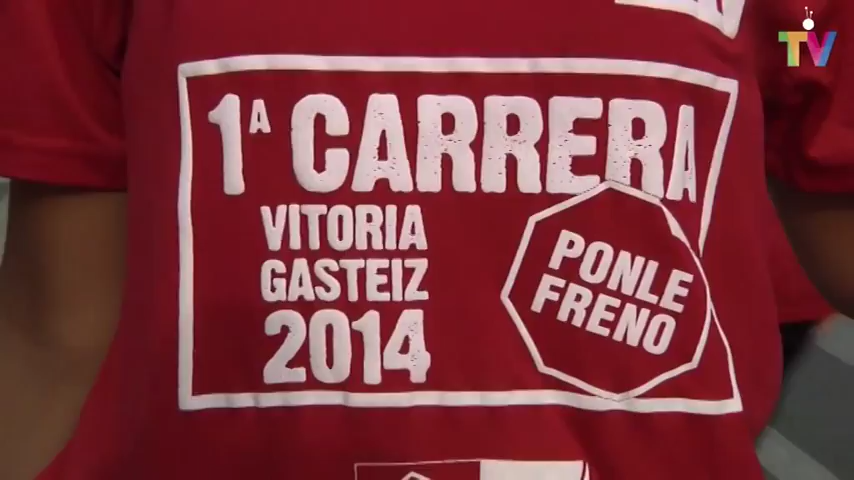 TV
1ª CARRERA
VITORIA
GASTEIZ
2014
PONLE
FRENO